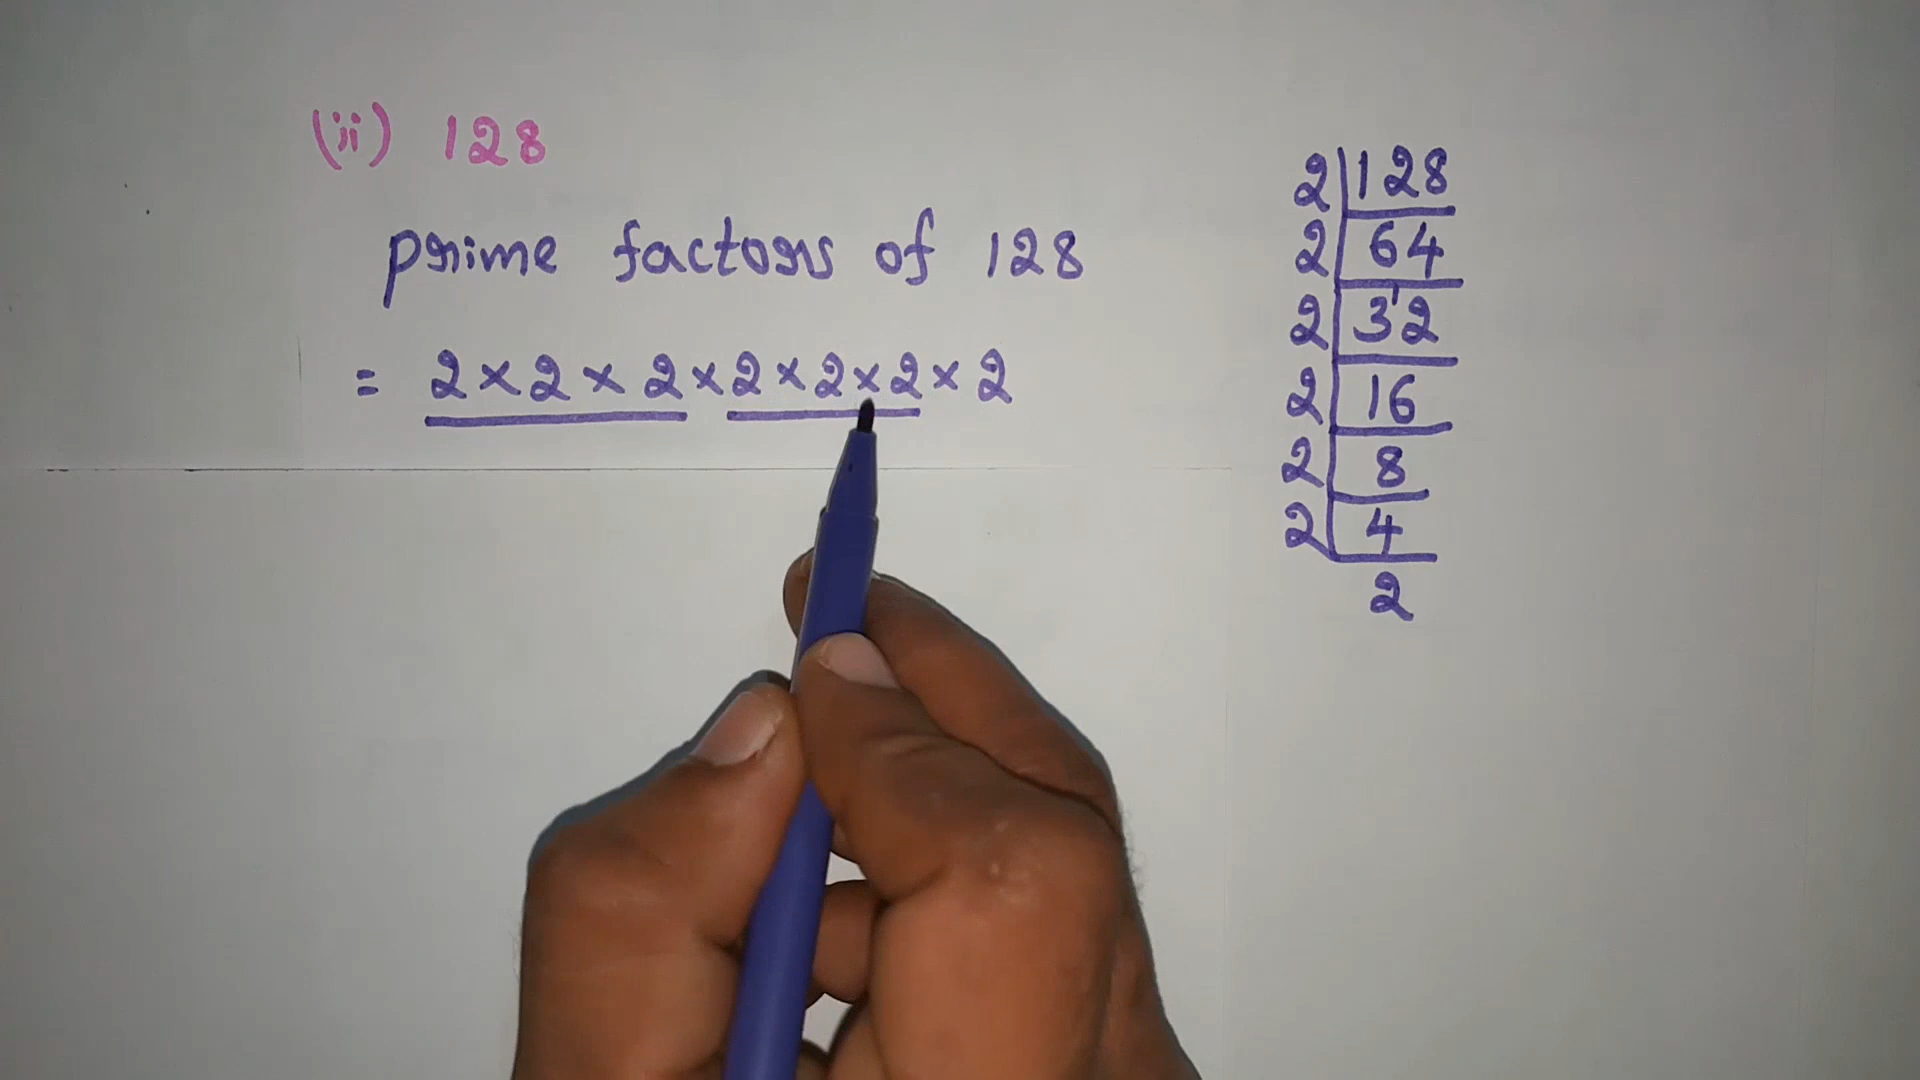 (ii) 128
prime factors of 128
= 2 × 2 × 2 × 2 × 2 × 2 × 2
2 | 128
2 | 64
2 | 32
2 | 16
2 | 8
2 | 4
2